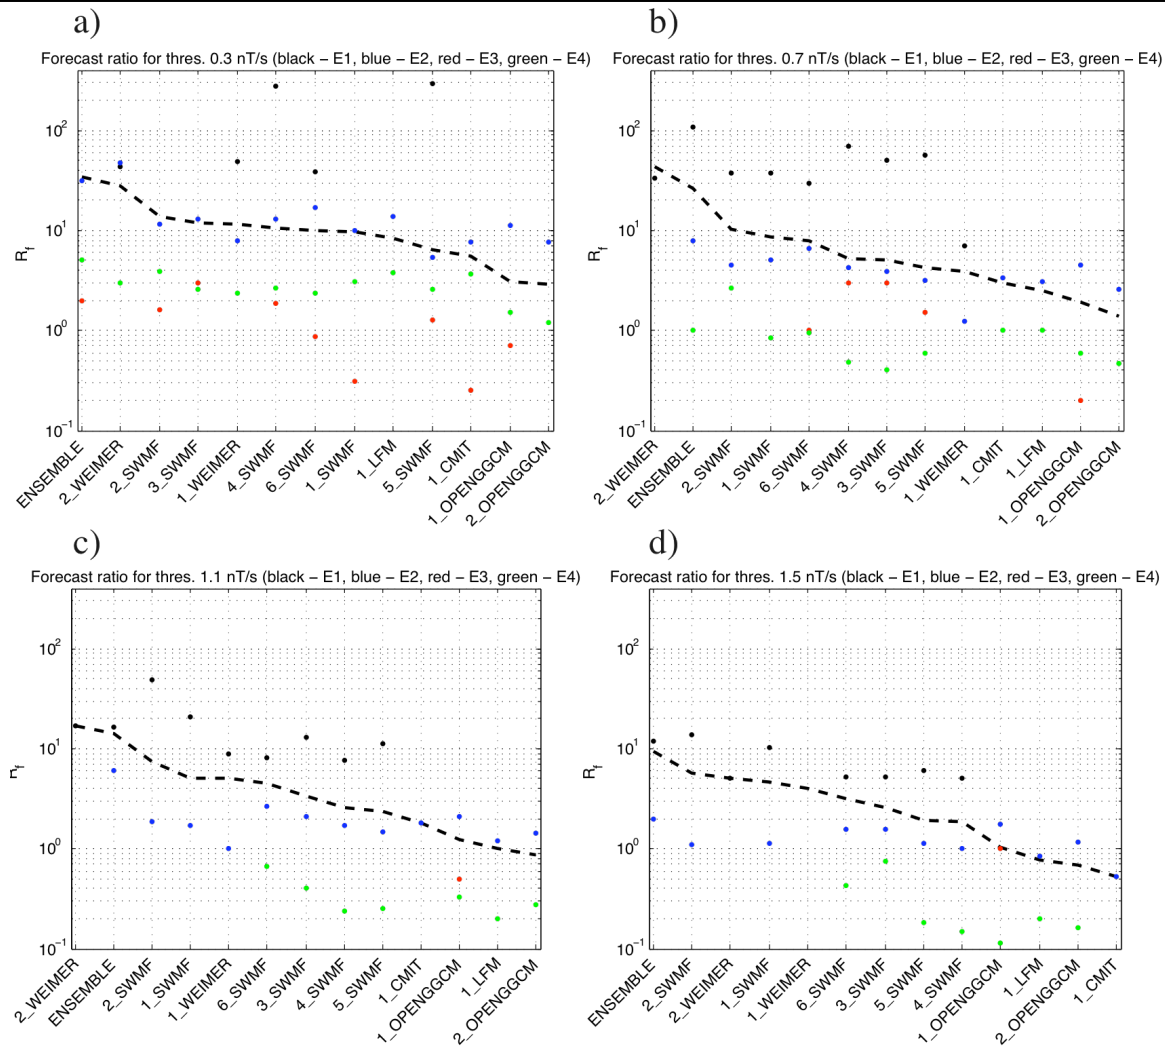 a)
Forecast ratio for thres. 0.3 nT/s (black − E1, blue − E2, red − E3, green − E4)
10^2
10^1
10^0
10^−1
R_f
ENSEMBLE
2_WEIMER
2_SWMF
3_SWMF
1_WEIMER
4_SWMF
6_SWMF
1_SWMF
1_LFM
5_SWMF
1_CMIT
1_OPENGGCM
2_OPENGGCM
b)
Forecast ratio for thres. 0.7 nT/s (black − E1, blue − E2, red − E3, green − E4)
10^2
10^1
10^0
10^−1
R_f
2_WEIMER
ENSEMBLE
2_SWMF
1_SWMF
6_SWMF
4_SWMF
3_SWMF
5_SWMF
1_WEIMER
1_CMIT
1_LFM
1_OPENGGCM
2_OPENGGCM
c)
Forecast ratio for thres. 1.1 nT/s (black − E1, blue − E2, red − E3, green − E4)
10^2
10^1
10^0
10^−1
R_f
2_WEIMER
ENSEMBLE
2_SWMF
1_SWMF
1_WEIMER
6_SWMF
3_SWMF
4_SWMF
5_SWMF
1_CMIT
1_OPENGGCM
1_LFM
2_OPENGGCM
d)
Forecast ratio for thres. 1.5 nT/s (black − E1, blue − E2, red − E3, green − E4)
10^2
10^1
10^0
10^−1
R_f
ENSEMBLE
2_SWMF
2_WEIMER
1_SWMF
1_WEIMER
6_SWMF
3_SWMF
5_SWMF
4_SWMF
1_OPENGGCM
1_LFM
2_OPENGGCM
1_CMIT